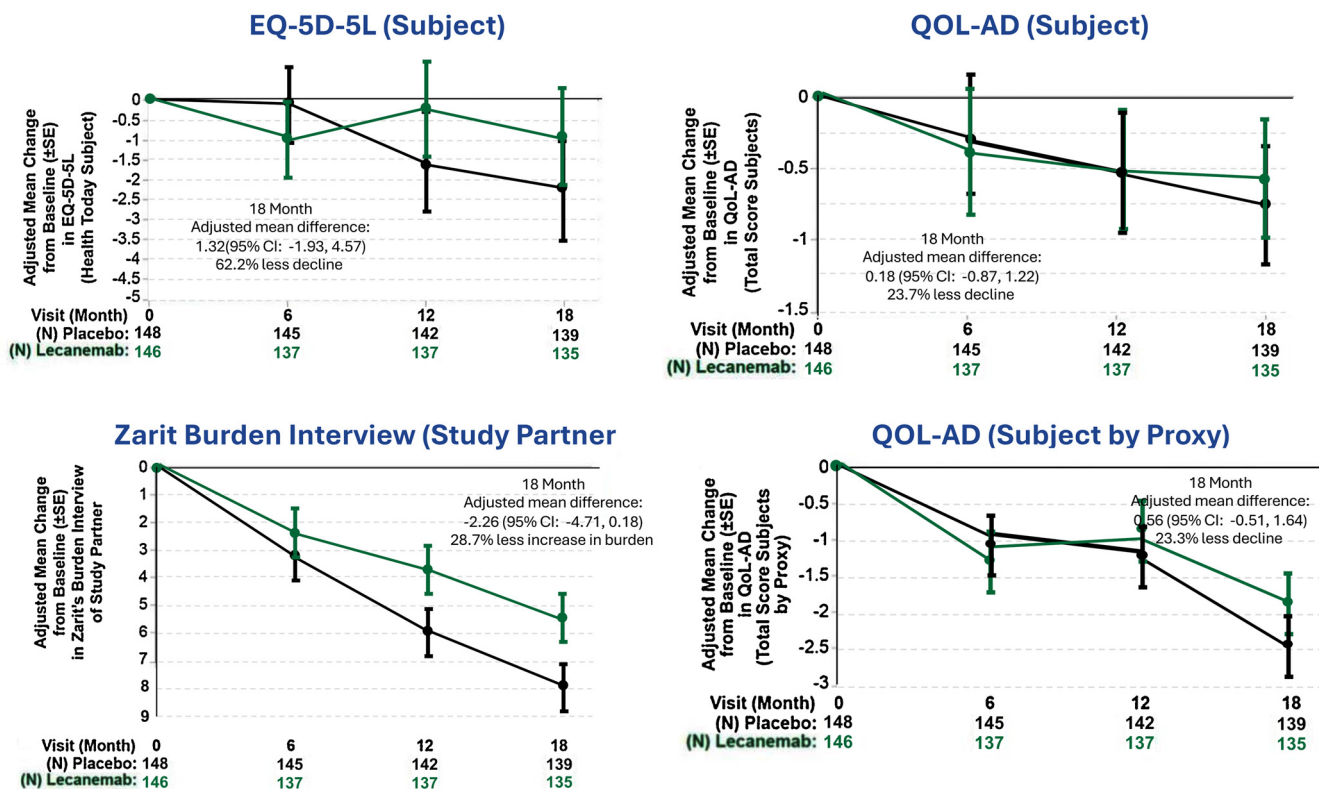 EQ-5D-5L (Subject)
Adjusted Mean Change
from Baseline (±SE)
in EQ-5D-5L
(Health Today Subject)
0
-0.5
-1
-1.5
-2
-2.5
-3
-3.5
-4
-4.5
-5
18 Month
Adjusted mean difference:
1.32(95% CI: -1.93, 4.57)
62.2% less decline
Visit (Month) 0 6 12 18
(N) Placebo: 148 145 142 139
(N) Lecanemab: 146 137 137 135
QOL-AD (Subject)
Adjusted Mean Change
from Baseline (±SE)
in QoL-AD
(Total Score Subjects)
0
-0.5
-1
-1.5
18 Month
Adjusted mean difference:
0.18 (95% CI: -0.87, 1.22)
23.7% less decline
Visit (Month) 0 6 12 18
(N) Placebo: 148 145 142 139
(N) Lecanemab: 146 137 137 135
Zarit Burden Interview (Study Partner
Adjusted Mean Change
from Baseline (±SE)
in Zarit's Burden Interview
of Study Partner
0
1
2
3
4
5
6
7
8
9
18 Month
Adjusted mean difference:
-2.26 (95% CI: -4.71, 0.18)
28.7% less increase in burden
Visit (Month) 0 6 12 18
(N) Placebo: 148 145 142 139
(N) Lecanemab: 146 137 137 135
QOL-AD (Subject by Proxy)
Adjusted Mean Change
from Baseline (±SE)
in QoL-AD
(Total Score Subjects
by Proxy)
0
-0.5
-1
-1.5
-2
-2.5
-3
18 Month
Adjusted mean difference:
0.56 (95% CI: -0.51, 1.64)
23.3% less decline
Visit (Month) 0 6 12 18
(N) Placebo: 148 145 142 139
(N) Lecanemab: 146 137 137 135